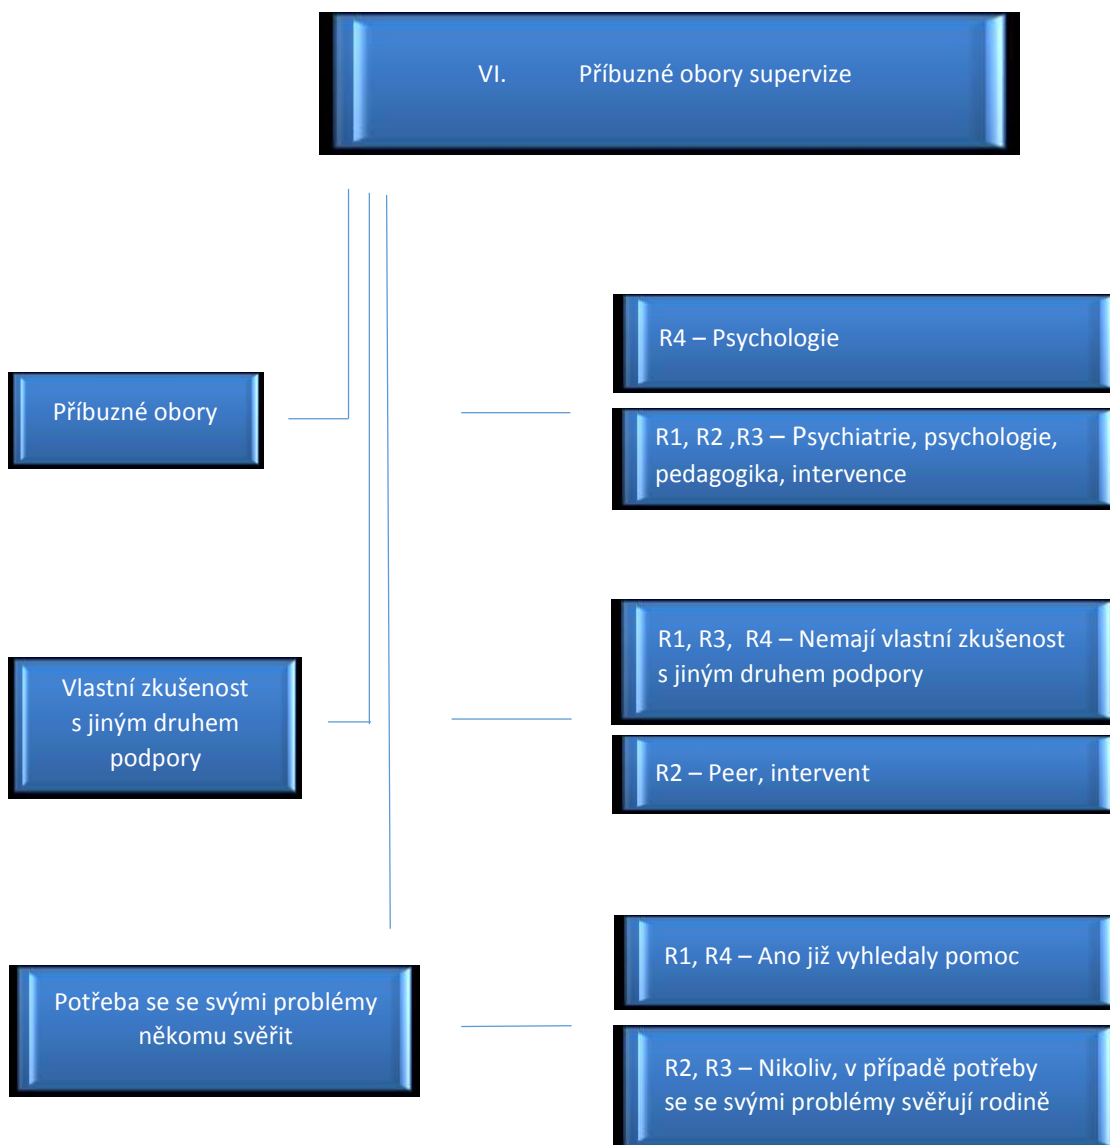 VI. Příbuzné obory supervize
Příbuzné obory
R4 – Psychologie
R1, R2 ,R3 – Psychiatrie, psychologie,
pedagogika, intervence
Vlastní zkušenost
s jiným druhem
podpory
R1, R3, R4 – Nemají vlastní zkušenost
s jiným druhem podpory
R2 – Peer, intervent
Potřeba se se svými problémy
někomu svěřit
R1, R4 – Ano již vyhledaly pomoc
R2, R3 – Nikoliv, v případě potřeby
se se svými problémy svěřují rodině